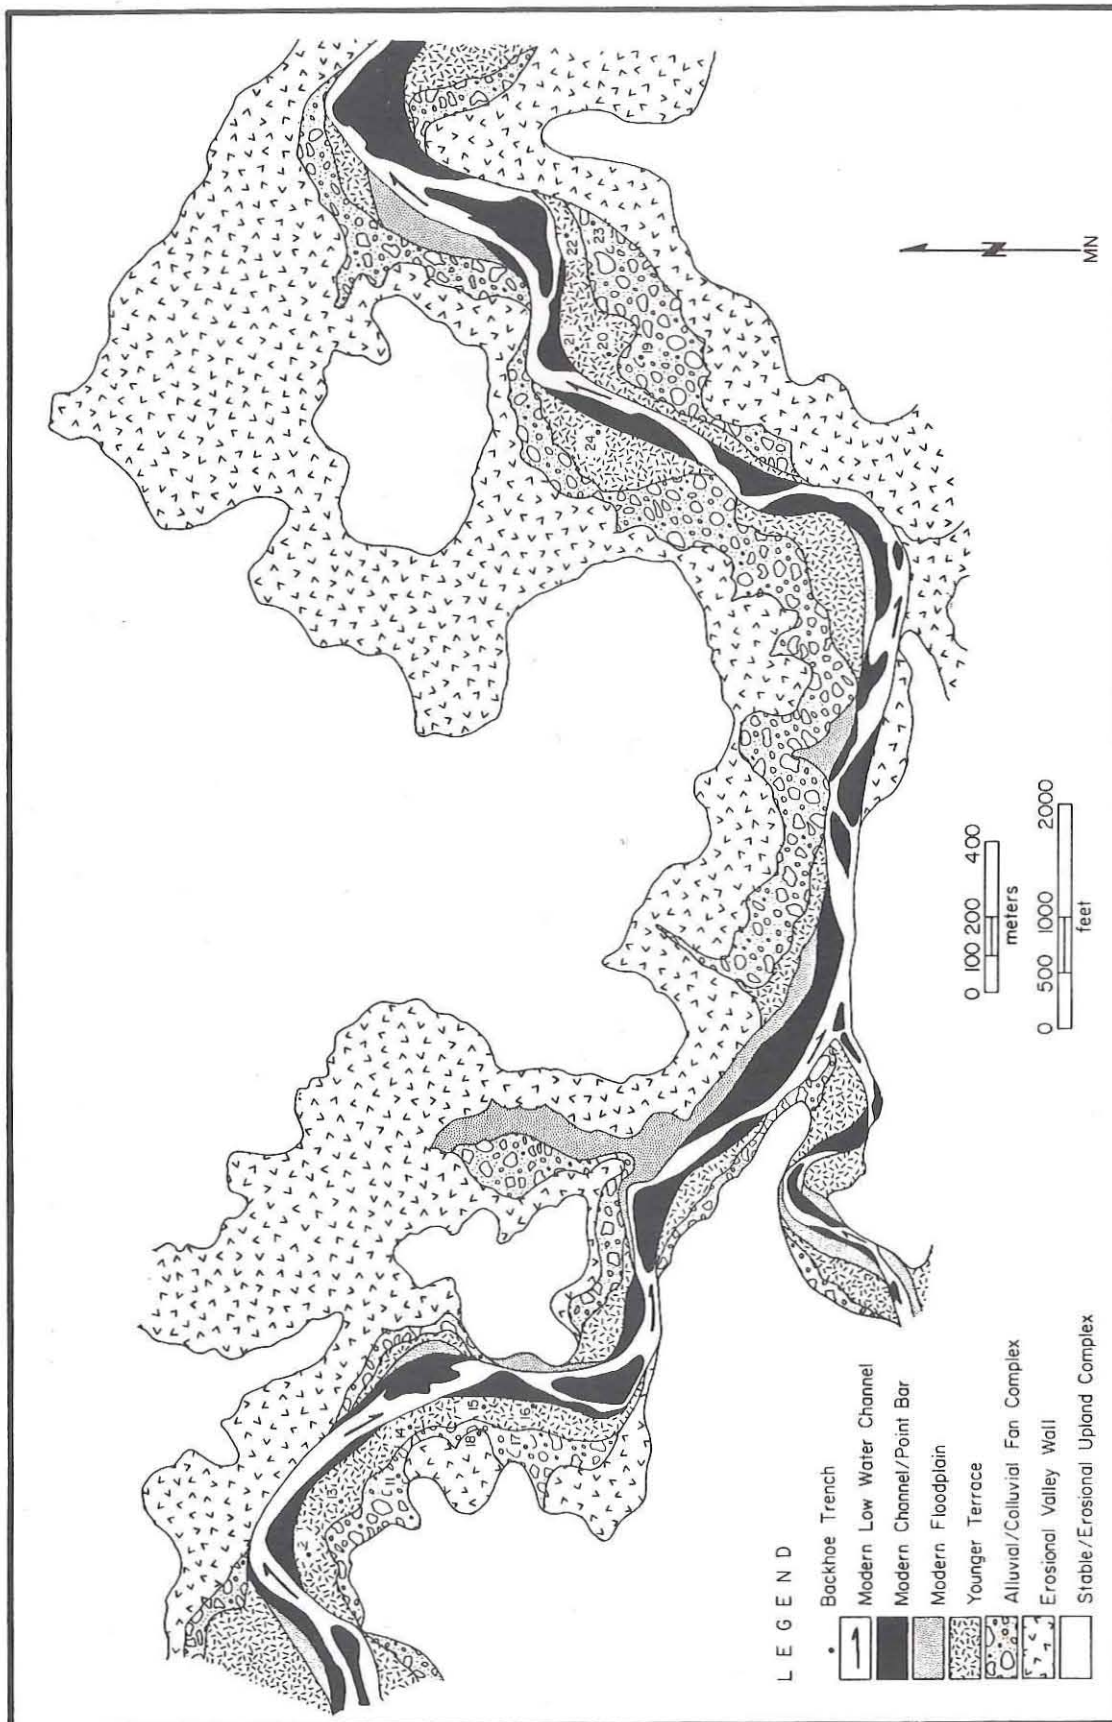 LEGEND
Backhoe Trench
Modern Low Water Channel
Modern Channel/Point Bar
Modern Floodplain
Younger Terrace
Alluvial/Colluvial Fan Complex
Erosional Valley Wall
Stable/Erosional Upland Complex
0 100 200 400
meters
0 500 1000 2000
feet
N
MN
11
13
14
15
16
17
18
19
20
21
22
23
24